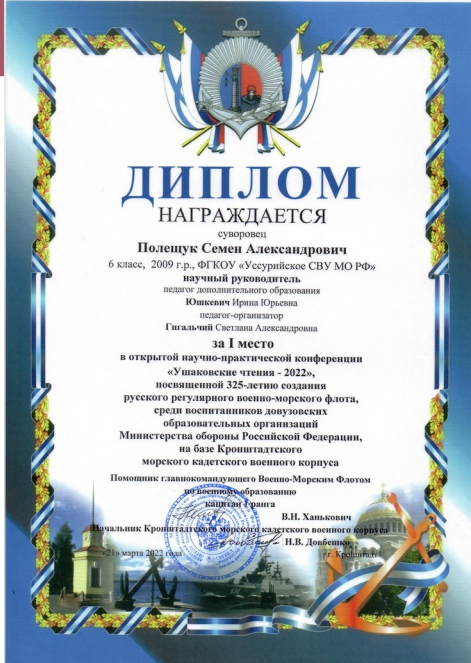 ДИПЛОМ
НАГРАЖДАЕТСЯ
суворовец
Полещук Семен Александрович
6 класс, 2009 г.р., ФГКОУ «Уссурийское СВУ МО РФ»
научный руководитель
педагог дополнительного образования
Юшкевич Ирина Юрьевна
педагог-организатор
Гигальчий Светлана Александровна
за I место
в открытой научно-практической конференции
«Ушаковские чтения - 2022»,
посвященной 325-летию создания
русского регулярного военно-морского флота,
среди воспитанников довузовских
образовательных организаций
Министерства обороны Российской Федерации,
на базе Кронштадтского
морского кадетского военного корпуса
Помощник главнокомандующего Военно-Морским Флотом
по военному образованию
капитан 1 ранга
В.Н. Ханькович
Начальник Кронштадтского морского кадетского военного корпуса
Н.В. Довбешко
«21» марта 2022 года
г. Кронштадт